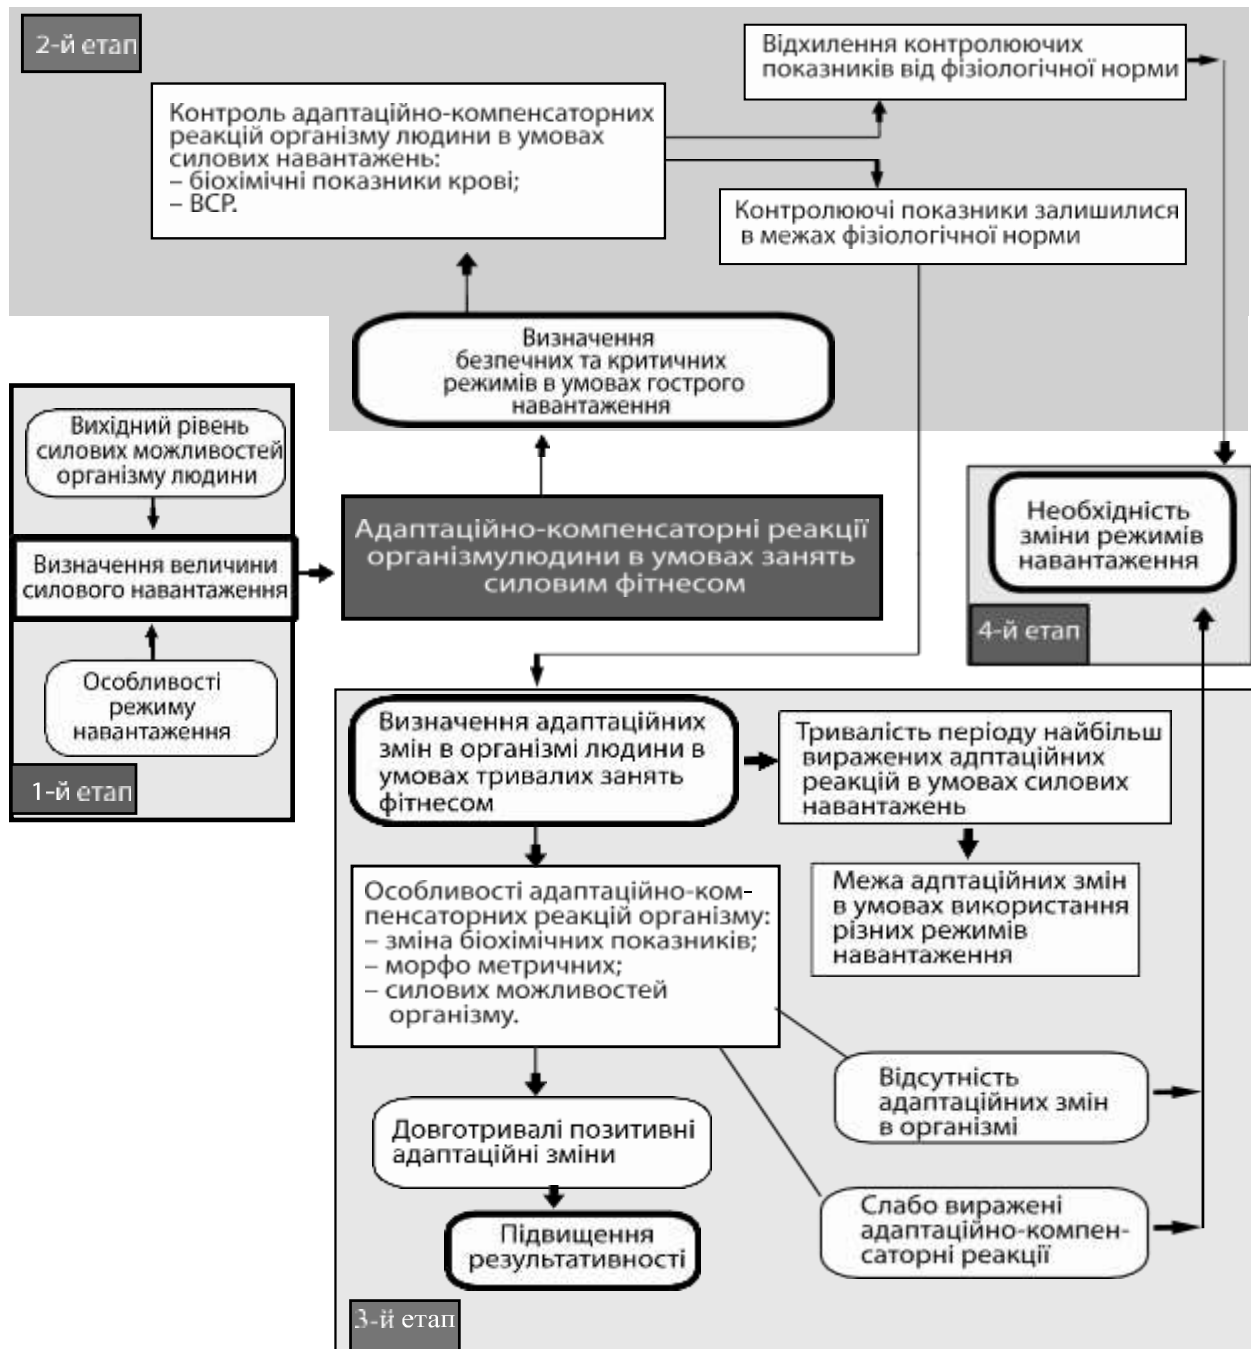 2-й етап
Відхилення контролюючих
показників від фізіологічної норми
Контроль адаптаційно-компенсаторних
реакцій організму людини в умовах
силових навантажень:
– біохімічні показники крові;
– ВСР.
Контролюючі показники залишилися
в межах фізіологічної норми
Визначення
безпечних та критичних
режимів в умовах гострого
навантаження
Вихідний рівень
силових можливостей
організму людини
Визначення величини
силового навантаження
Особливості
режиму
навантаження
1-й етап
Адаптаційно-компенсаторні реакції
організмулюдини в умовах занять
силовим фітнесом
Необхідність
зміни режимів
навантаження
4-й етап
Визначення адаптаційних
змін в організмі людини в
умовах тривалих занять
фітнесом
Тривалість періоду найбільш
виражених адптаційних
реакцій в умовах силових
навантажень
Межа адптаційних змін
в умовах використання
різних режимів
навантаження
Особливості адаптаційно-ком-
пенсаторних реакцій організму:
– зміна біохімічних показників;
– морфо метричних;
– силових можливостей
організму.
Відсутність
адаптаційних змін
в організмі
Довготривалі позитивні
адаптаційні зміни
Слабо виражені
адаптаційно-компен-
саторні реакції
Підвищення
результативності
3-й етап